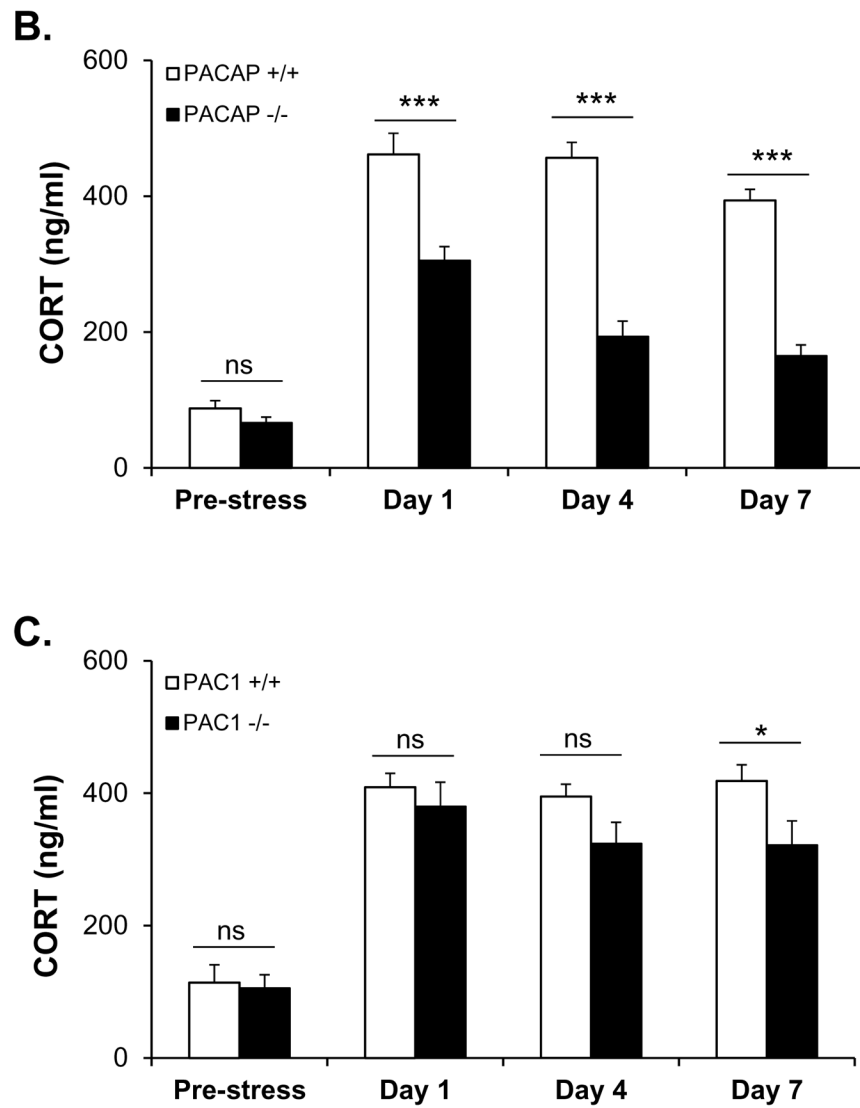 B.
600
PACAP +/+
PACAP -/-
***
***
***
400
CORT (ng/ml)
200
ns
0
Pre-stress Day 1 Day 4 Day 7
C.
600
PAC1 +/+
PAC1 -/-
ns
ns
*
400
CORT (ng/ml)
200
ns
0
Pre-stress Day 1 Day 4 Day 7